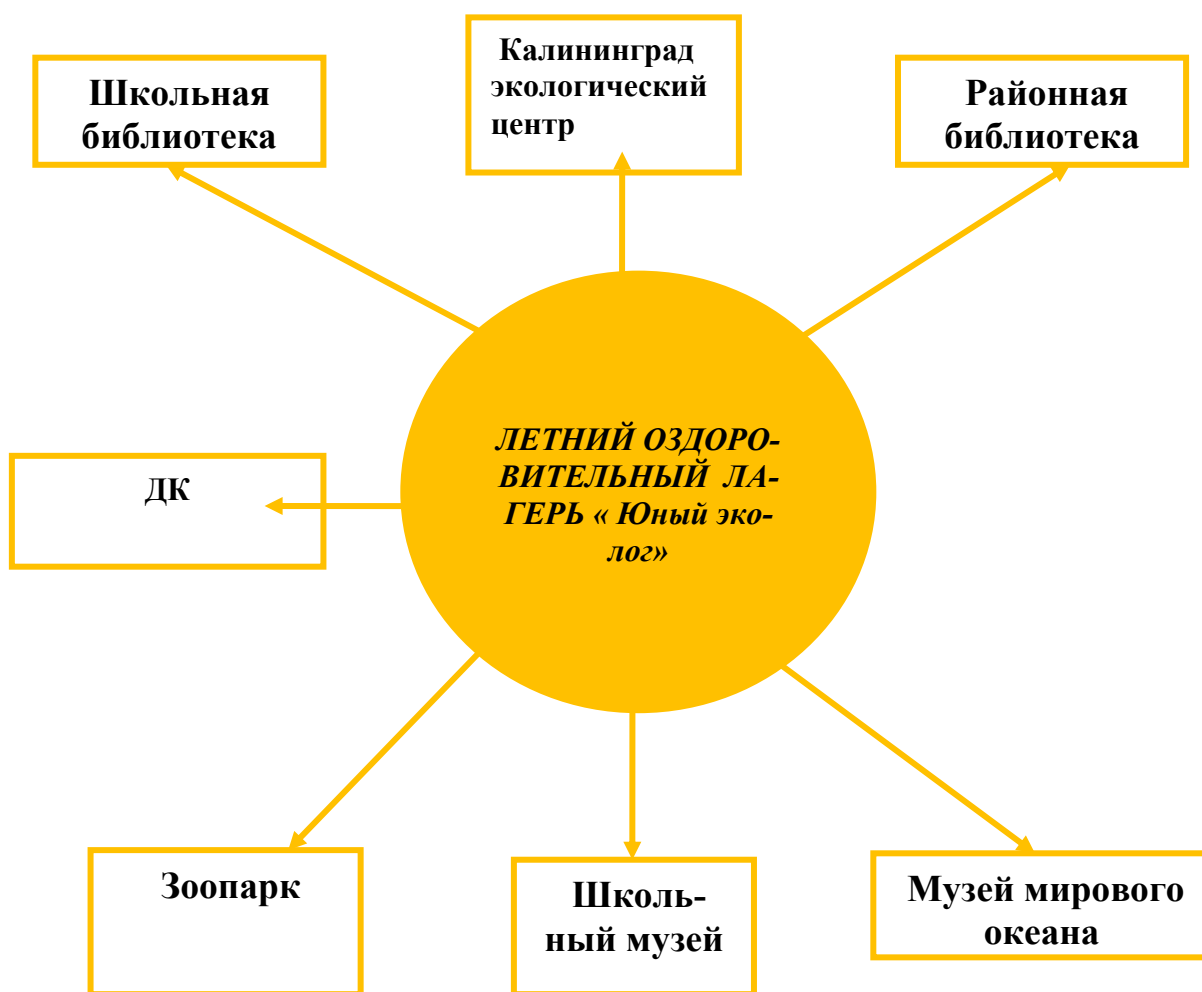 Калининград
экологический
центр
Школьная
библиотека
Районная
библиотека
ЛЕТНИЙ ОЗДОРО-
ВИТЕЛЬНЫЙ ЛА-
ГЕРЬ « Юный эко-
лог»
ДК
Зоопарк
Школь-
ный музей
Музей мирового
океана